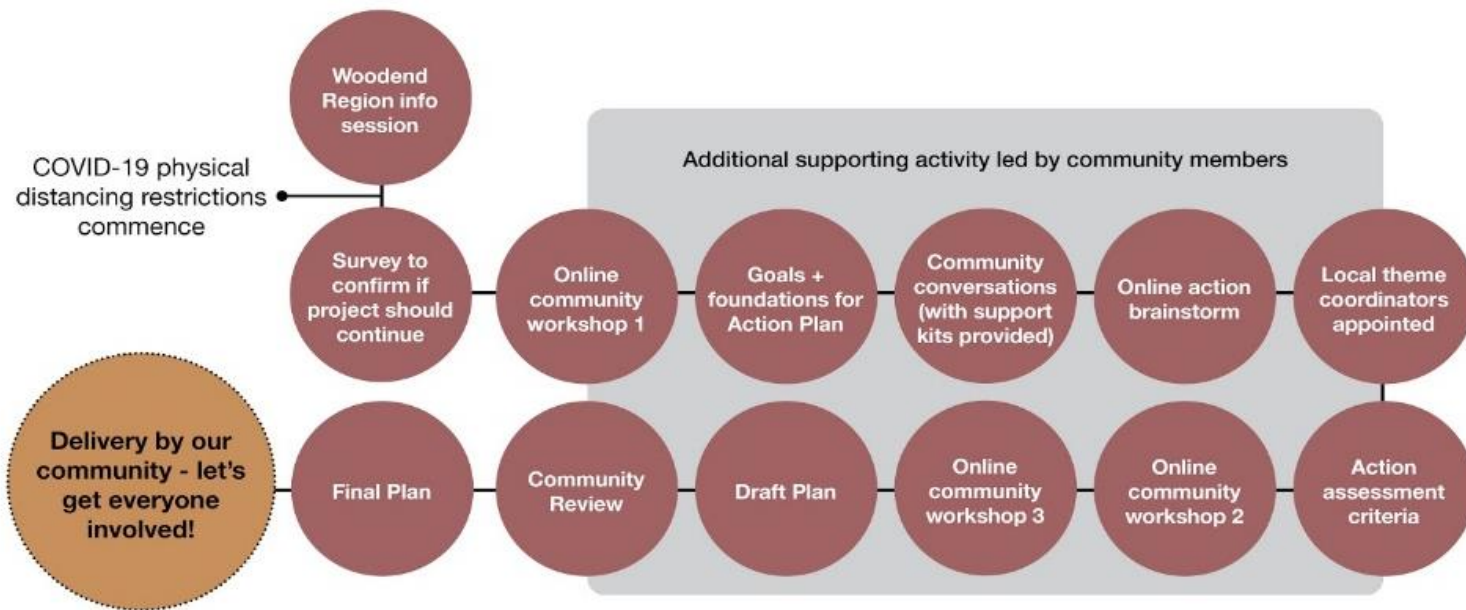 Woodend
Region info
session
COVID-19 physical
distancing restrictions
commence
Additional supporting activity led by community members
Survey to
confirm if
project should
continue
Online
community
workshop 1
Goals +
foundations for
Action Plan
Community
conversations
(with support
kits provided)
Online action
brainstorm
Local theme
coordinators
appointed
Action
assessment
criteria
Online
community
workshop 2
Online
community
workshop 3
Draft Plan
Community
Review
Final Plan
Delivery by our
community - let's
get everyone
involved!